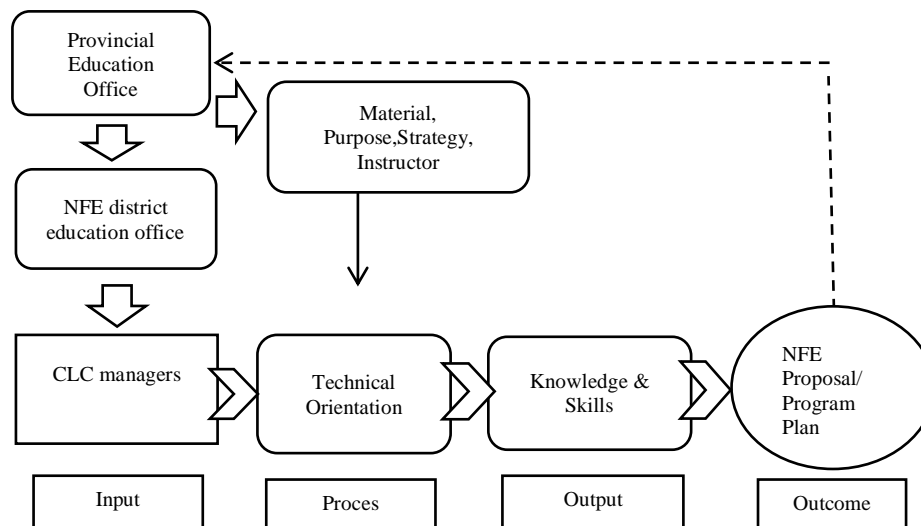 Provincial
Education
Office
Material,
Purpose,Strategy,
Instructor
NFE district
education office
CLC managers
Technical
Orientation
Knowledge &
Skills
NFE
Proposal/
Program
Plan
Input
Proces
Output
Outcome